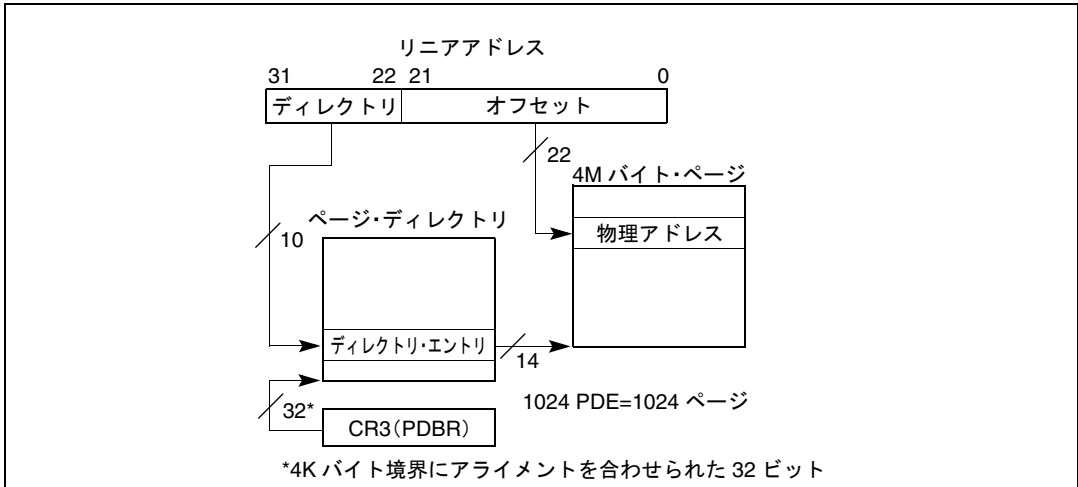 リニアアドレス
31 22 21 0
ディレクトリ オフセット
22
4M バイト・ページ
物理アドレス
10
ページ・ディレクトリ
ディレクトリ・エントリ
14
1024 PDE=1024 ページ
32*
CR3(PDBR)
*4K バイト境界にアライメントを合わせられた 32 ビット